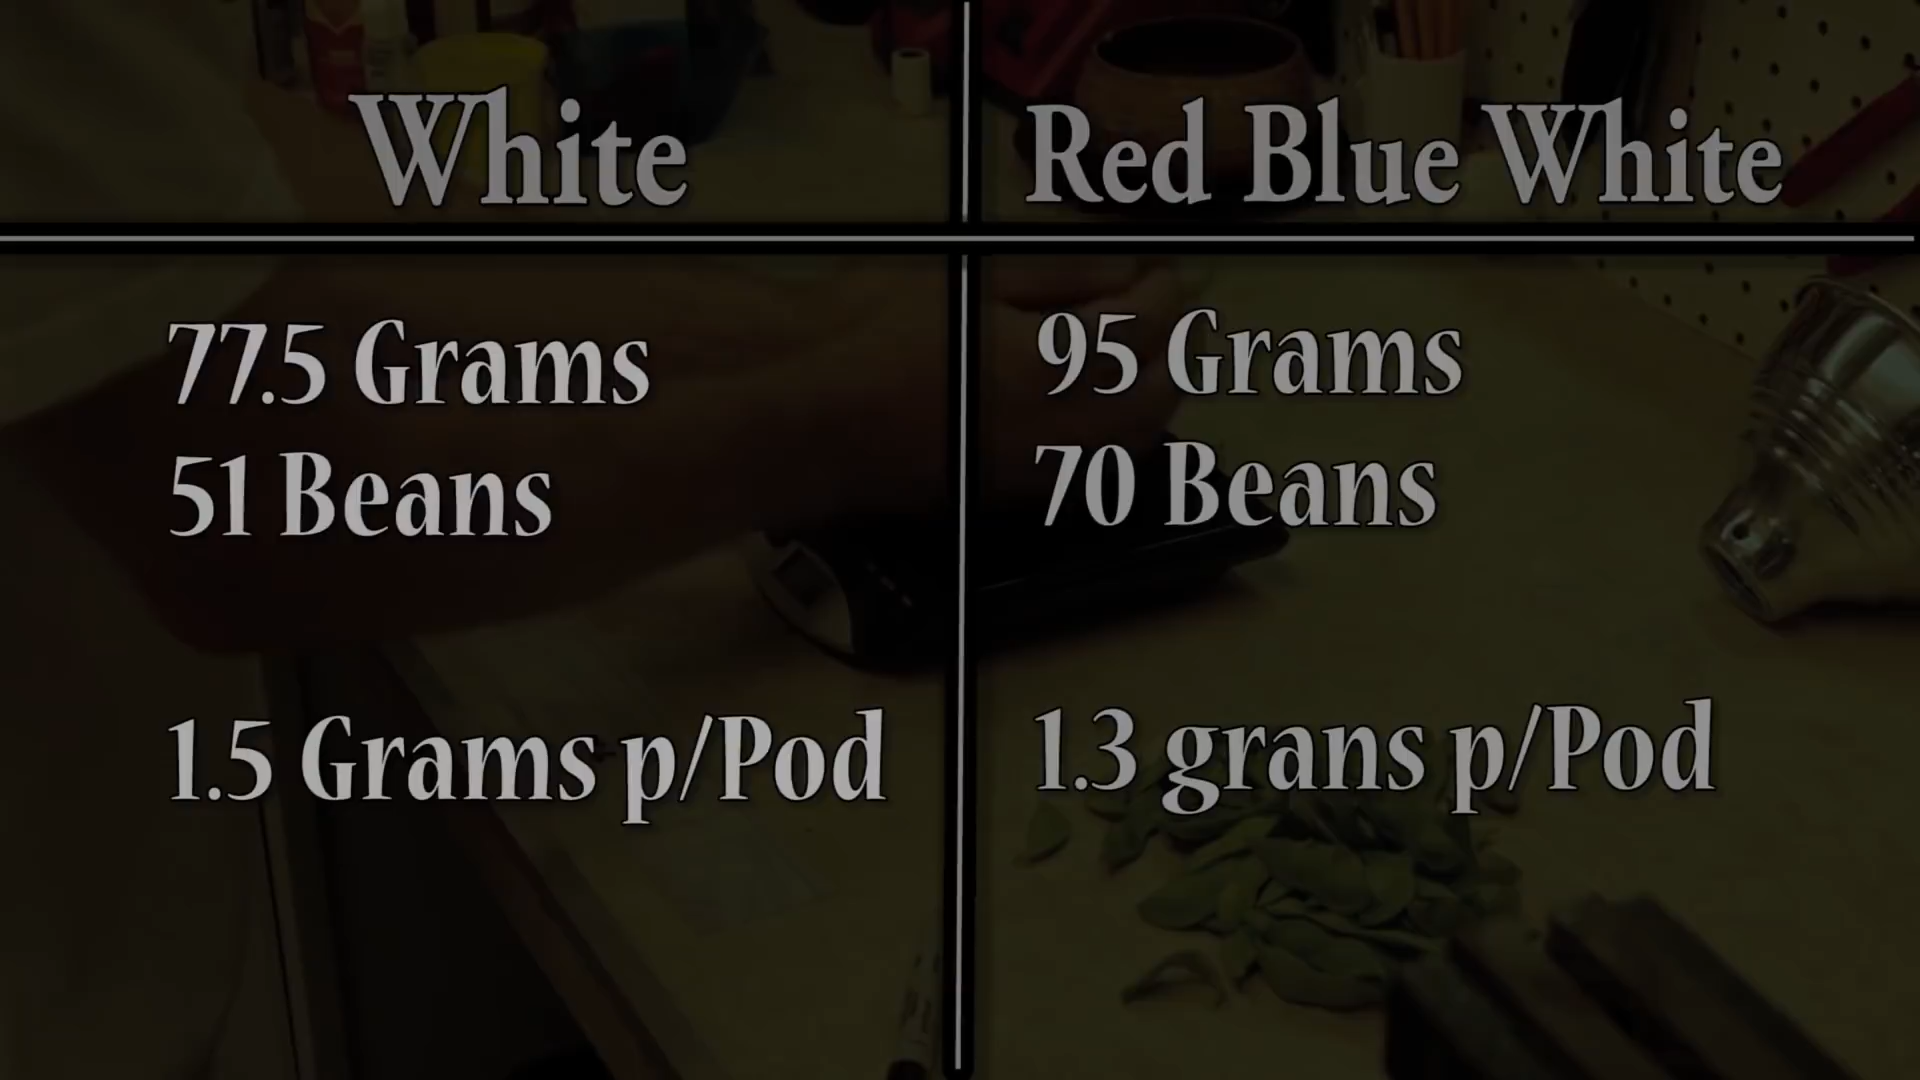 White
Red Blue White
77.5 Grams
51 Beans
1.5 Grams p/Pod
95 Grams
70 Beans
1.3 grans p/Pod